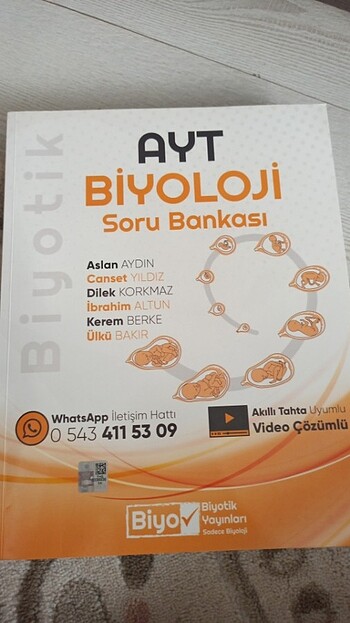 Biyotik
AYT
BİYOLOJİ
Soru Bankası
Aslan AYDIN
Canset YILDIZ
Dilek KORKMAZ
İbrahim ALTUN
Kerem BERKE
Ülkü BAKIR
WhatsApp İletişim Hattı
0 543 411 53 09
Akıllı Tahta Uyumlu
Video Çözümlü
Biyo
Biyotik
Yayınları
Sadece Biyoloji